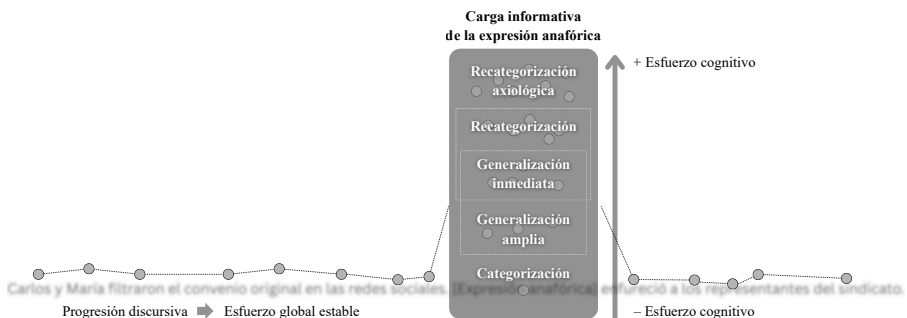 Carga informativa
de la expresión anafórica
+ Esfuerzo cognitivo
Recategorización
axiológica
Recategorización
Generalización
inmediata
Generalización
amplia
Categorización
Carlos y María filtraron el convenio original en las redes sociales. [Expresión anafórica] enfureció a los representantes del sindicato.
Progresión discursiva Esfuerzo global estable
– Esfuerzo cognitivo